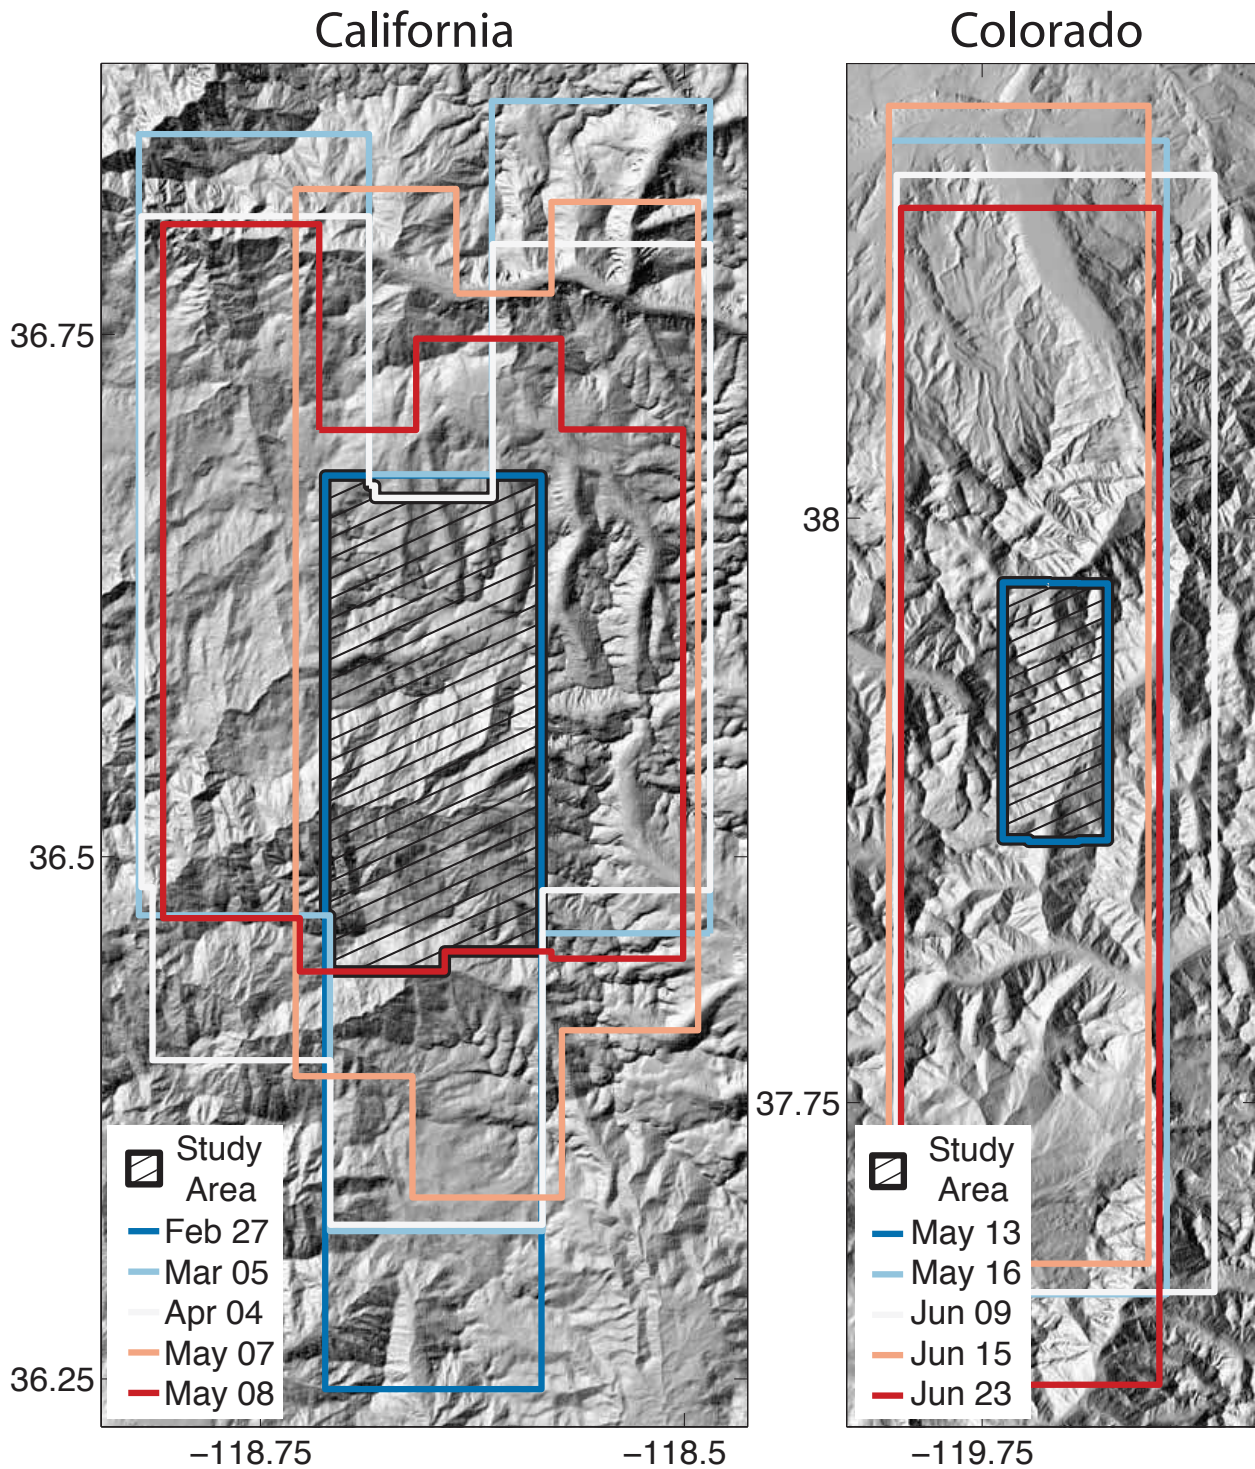 California
Colorado
36.75
36.5
36.25
38
37.75
Study
Area
Feb 27
Mar 05
Apr 04
May 07
May 08
Study
Area
May 13
May 16
Jun 09
Jun 15
Jun 23
−118.75
−118.5
−119.75